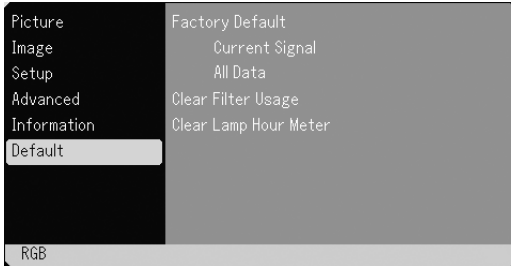 Picture
Image
Setup
Advanced
Information
Default
Factory Default
Current Signal
All Data
Clear Filter Usage
Clear Lamp Hour Meter
RGB